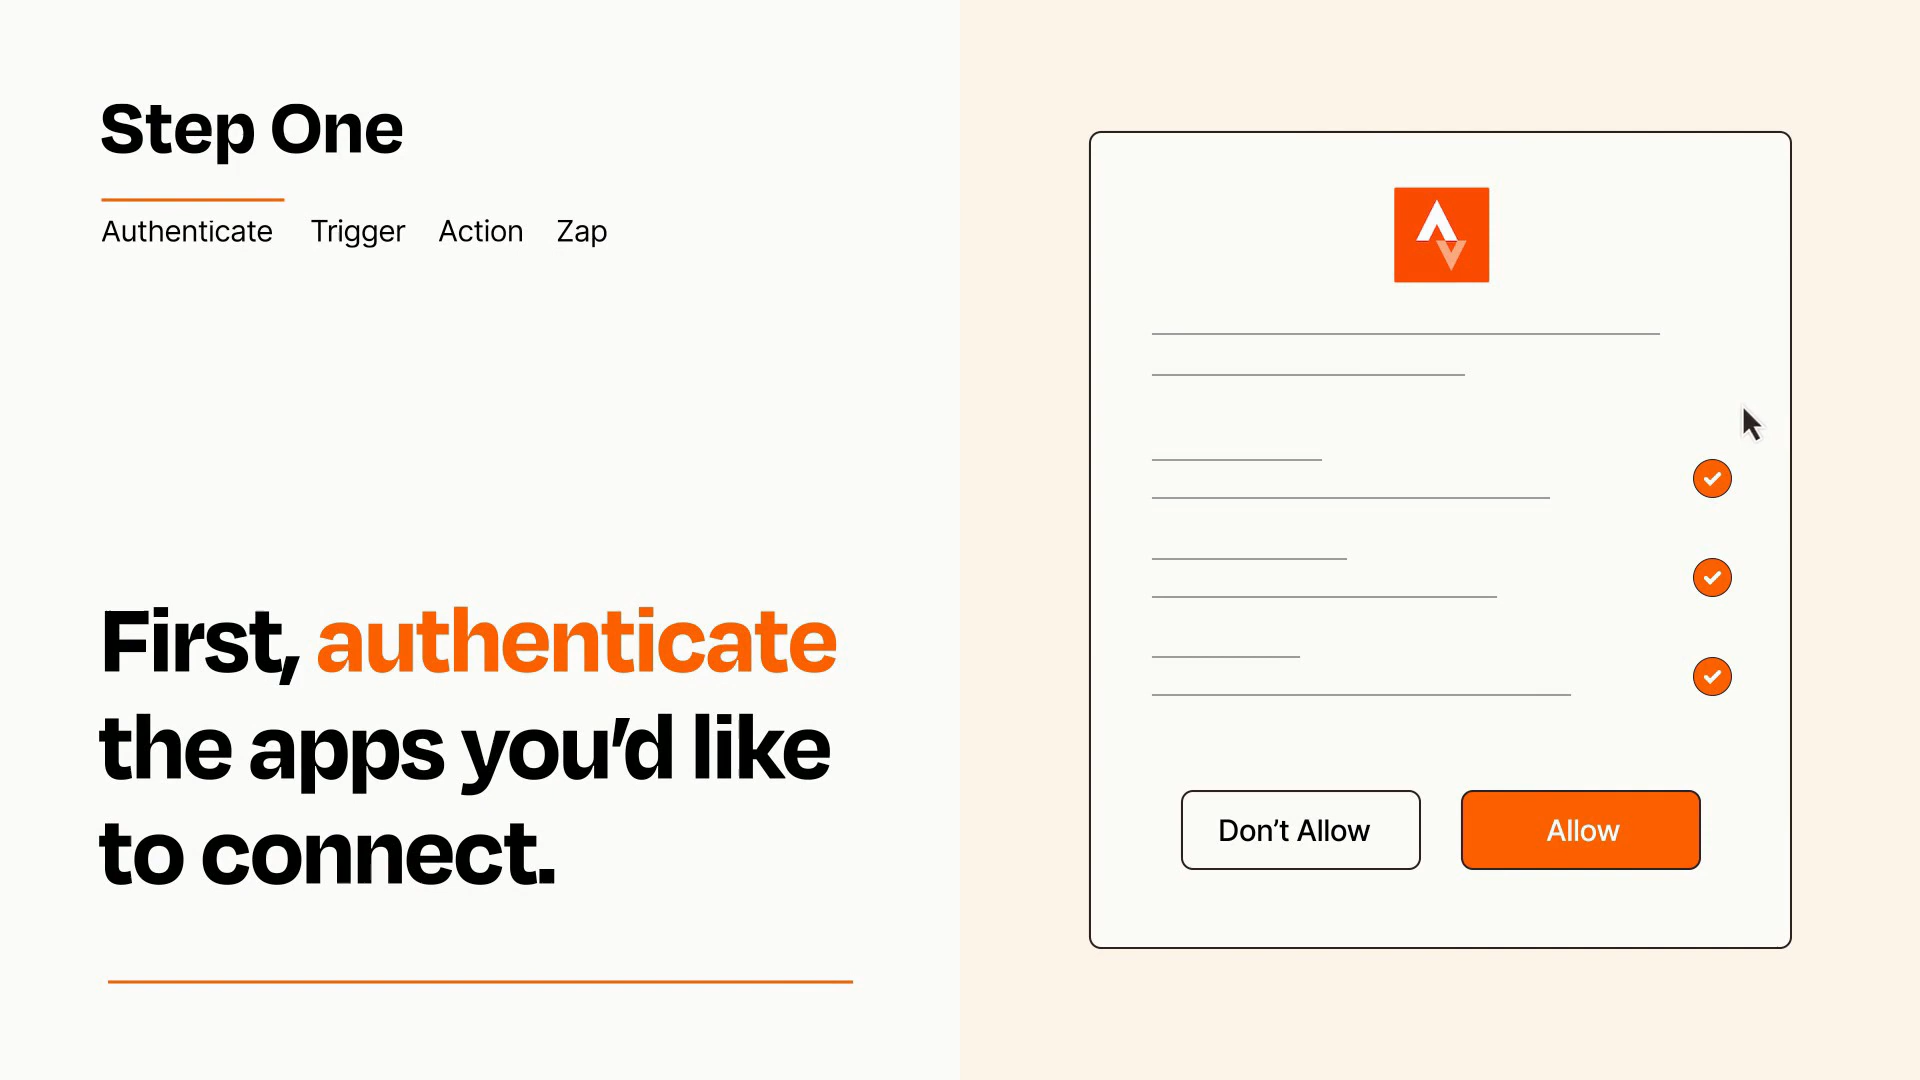 Step One
Authenticate Trigger Action Zap
First, authenticate
the apps you’d like
to connect.
Don’t Allow Allow